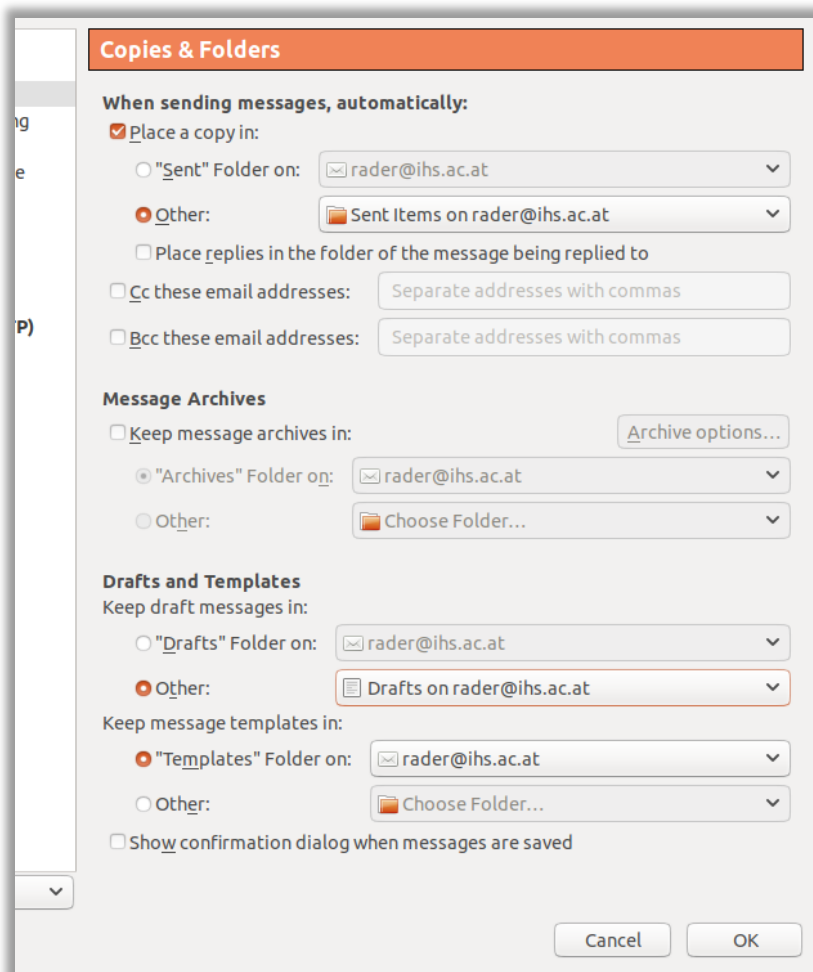 Copies & Folders
When sending messages, automatically:
ng
Place a copy in:
"Sent" Folder on: rader@ihs.ac.at
e
Other: Sent Items on rader@ihs.ac.at
Place replies in the folder of the message being replied to
Cc these email addresses: Separate addresses with commas
P)
Bcc these email addresses: Separate addresses with commas
Message Archives
Keep message archives in: Archive options...
"Archives" Folder on: rader@ihs.ac.at
Other: Choose Folder...
Drafts and Templates
Keep draft messages in:
"Drafts" Folder on: rader@ihs.ac.at
Other: Drafts on rader@ihs.ac.at
Keep message templates in:
"Templates" Folder on: rader@ihs.ac.at
Other: Choose Folder...
Show confirmation dialog when messages are saved
Cancel OK